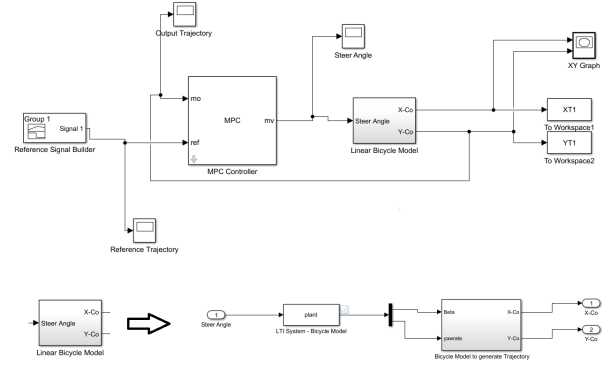 Output Trajectory
Steer Angle
XY Graph
Group 1
Signal 1
Reference Signal Builder
mo
ref
MPC
mv
MPC Controller
Steer Angle
X-Co
Y-Co
Linear Bicycle Model
XT1
To Workspace1
YT1
To Workspace2
Reference Trajectory
Steer Angle
X-Co
Y-Co
Linear Bicycle Model
1
Steer Angle
plant
LTI System - Bicycle Model
Beta
yawrate
X-Co
Y-Co
Bicycle Model to generate Trajectory
1
X-Co
2
Y-Co